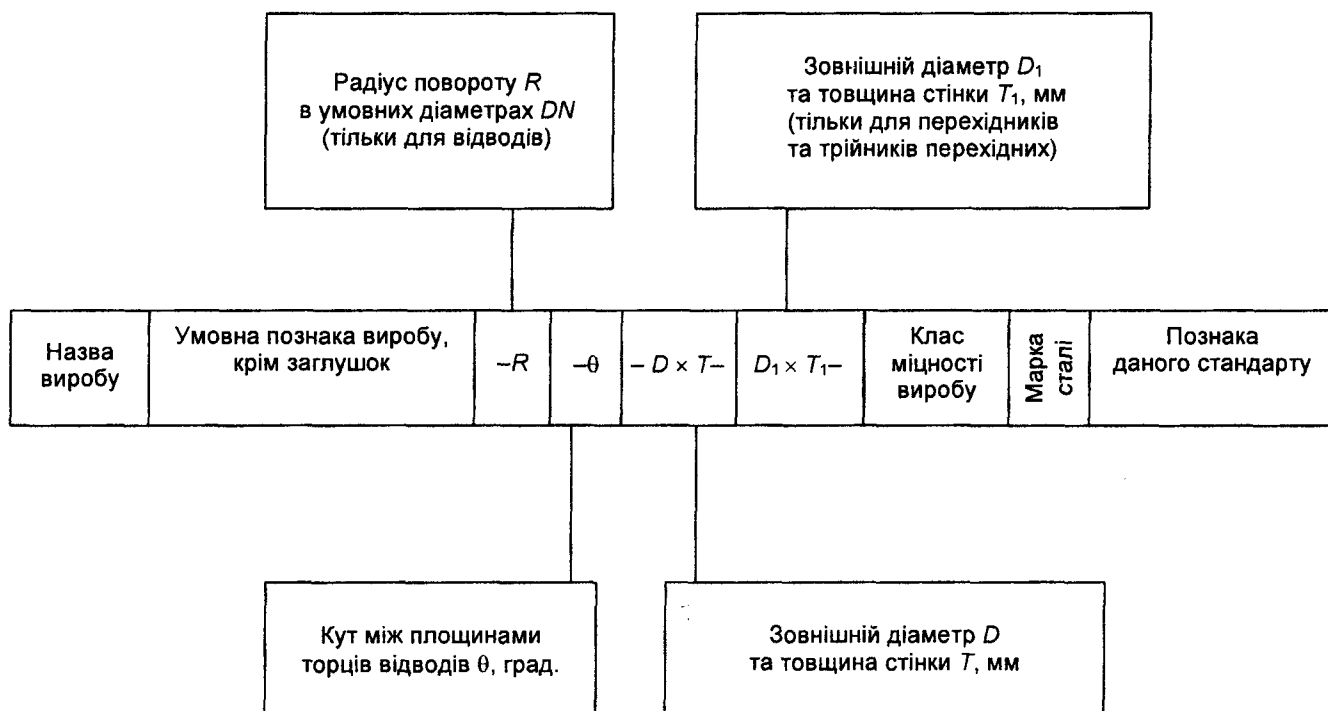 Радіус повороту R
в умовних діаметрах DN
(тільки для відводів)
Зовнішній діаметр D₁
та товщина стінки T₁, мм
(тільки для перехідників
та трійників перехідних)
Назва
виробу
Умовна познака виробу,
крім заглушок
–R
–θ
– D × T–
D₁ × T₁–
Клас
міцності
виробу
Марка
сталі
Познака
даного стандарту
Кут між площинами
торців відводів θ, град.
Зовнішній діаметр D
та товщина стінки T, мм